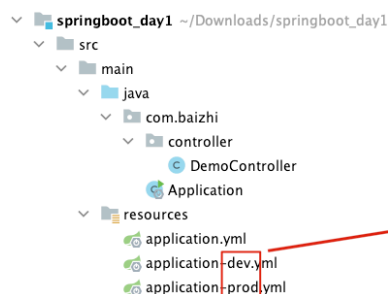 springboot_day1 ~/Downloads/springboot_day1
src
main
java
com.baizhi
controller
DemoController
Application
resources
application.yml
application-dev.yml
application-prod.yml